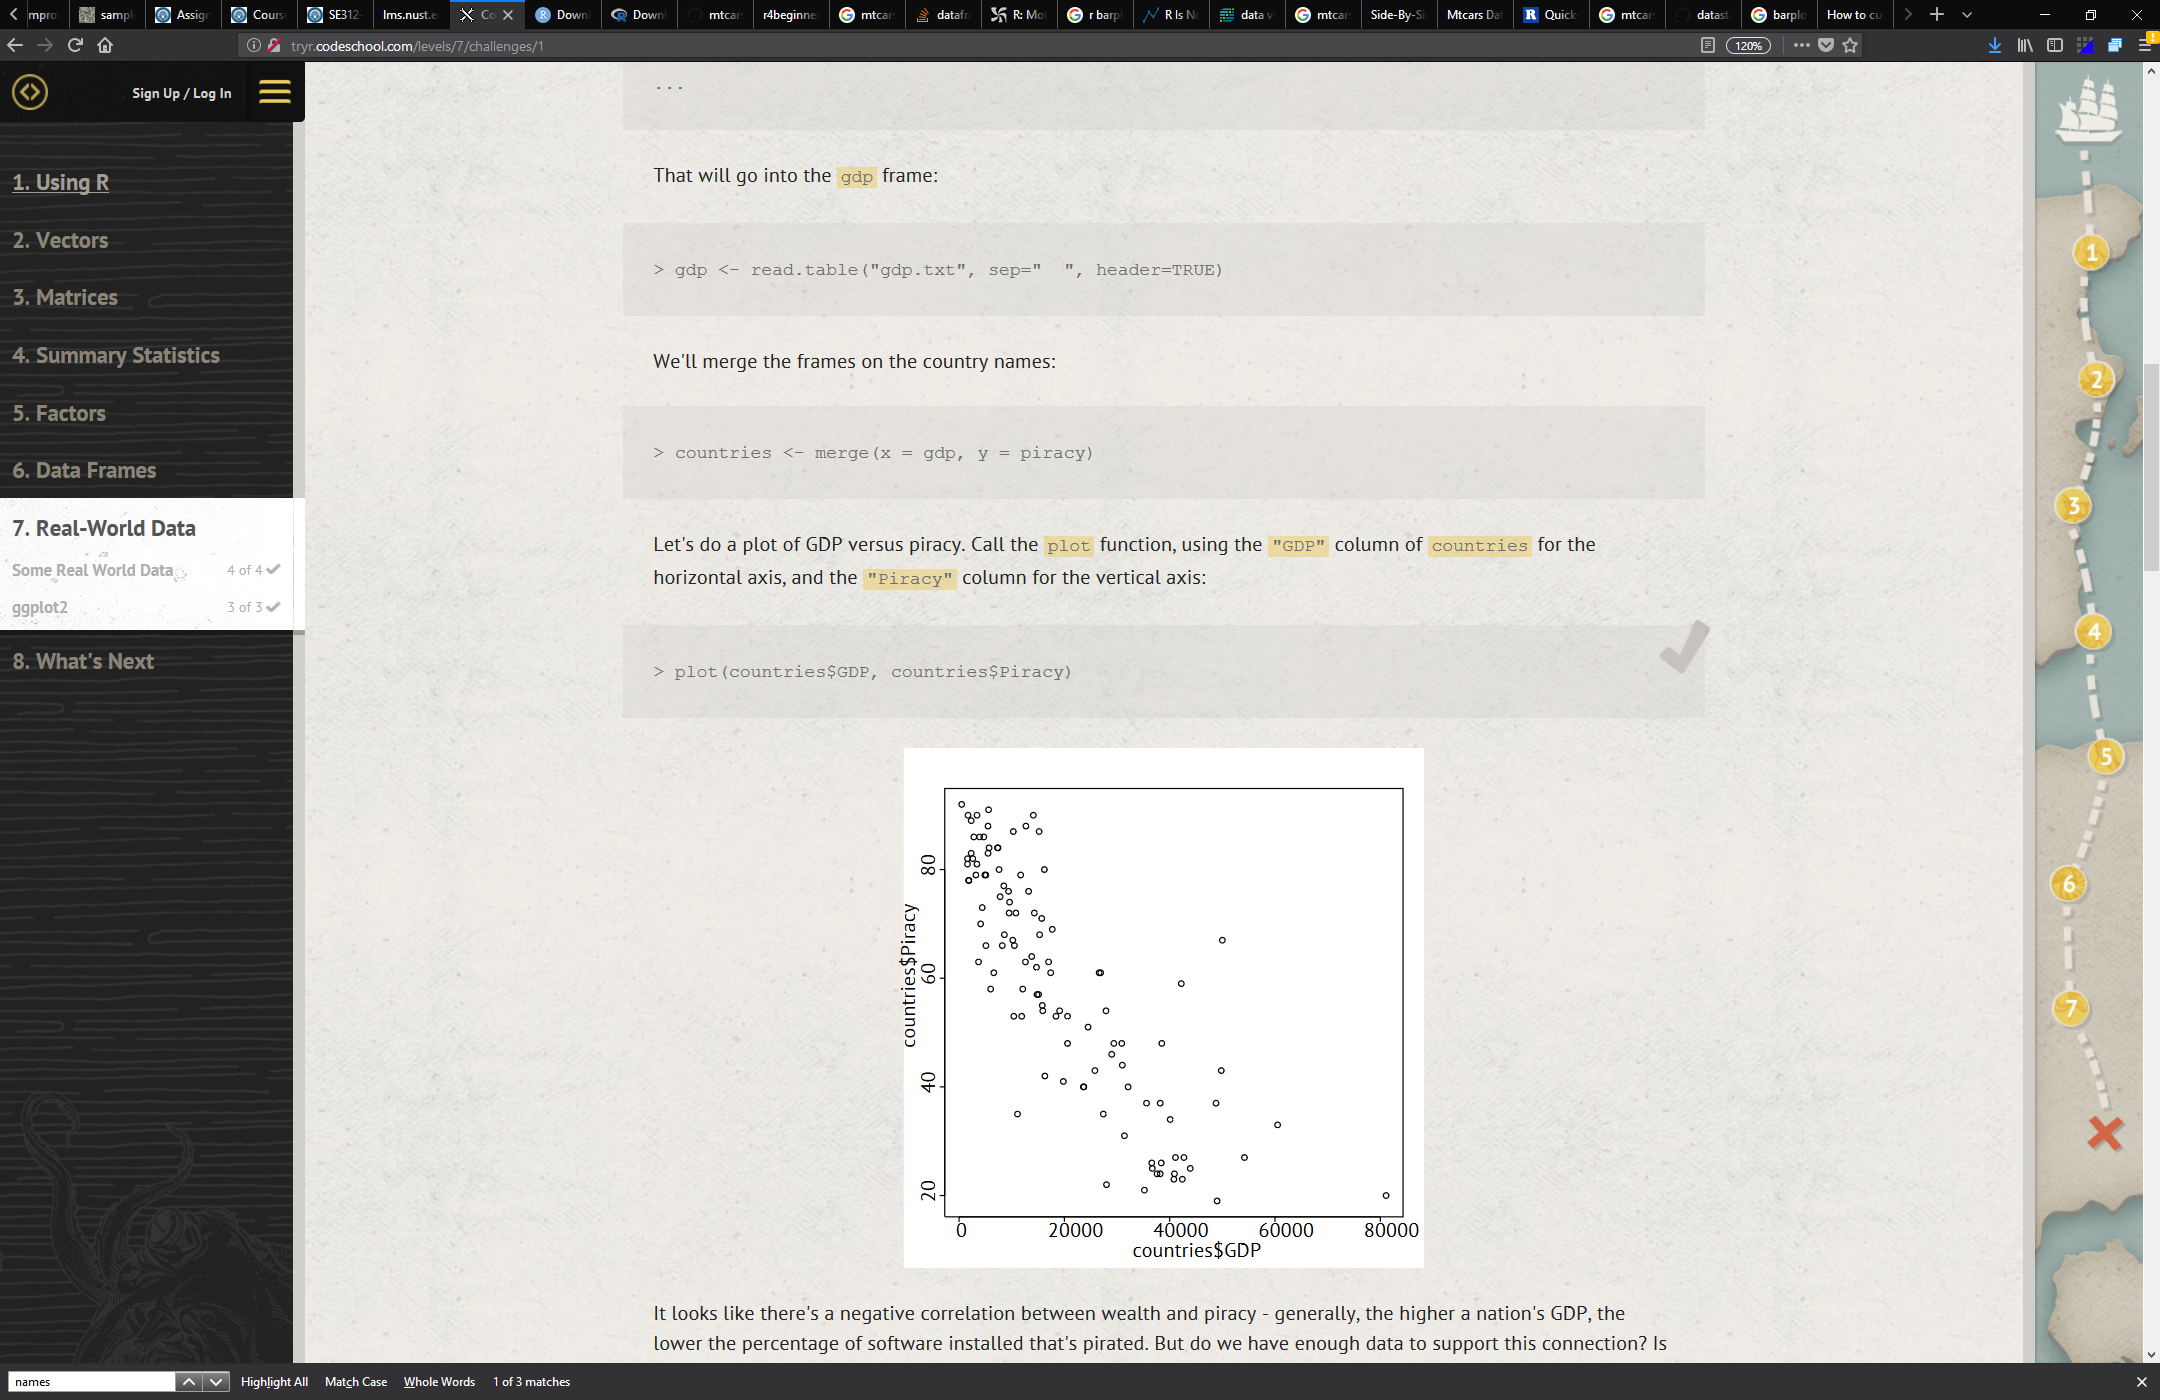 mpro
sampl
Assign
Cours
SE312-
lms.nust.e
Co
Downl
Downl
mtcar
r4beginner
mtcar
datafr
R: Mo
r barpl
R Is N
data v
mtcar
Side-By-Si
Mtcars Dat
Quick-
mtcar
datast
barplo
How to cu
tryr.codeschool.com/levels/7/challenges/1
120%
Sign Up / Log In
1. Using R
2. Vectors
3. Matrices
4. Summary Statistics
5. Factors
6. Data Frames
7. Real-World Data
Some Real World Data 4 of 4
ggplot2 3 of 3
8. What's Next
...
That will go into the gdp frame:
> gdp <- read.table("gdp.txt", sep="  ", header=TRUE)
We'll merge the frames on the country names:
> countries <- merge(x = gdp, y = piracy)
Let's do a plot of GDP versus piracy. Call the plot function, using the "GDP" column of countries for the
horizontal axis, and the "Piracy" column for the vertical axis:
> plot(countries$GDP, countries$Piracy)
countries$Piracy
80
60
40
20
0 20000 40000 60000 80000
countries$GDP
It looks like there's a negative correlation between wealth and piracy - generally, the higher a nation's GDP, the
lower the percentage of software installed that's pirated. But do we have enough data to support this connection? Is
1
2
3
4
5
6
7
names
Highlight All Match Case Whole Words 1 of 3 matches